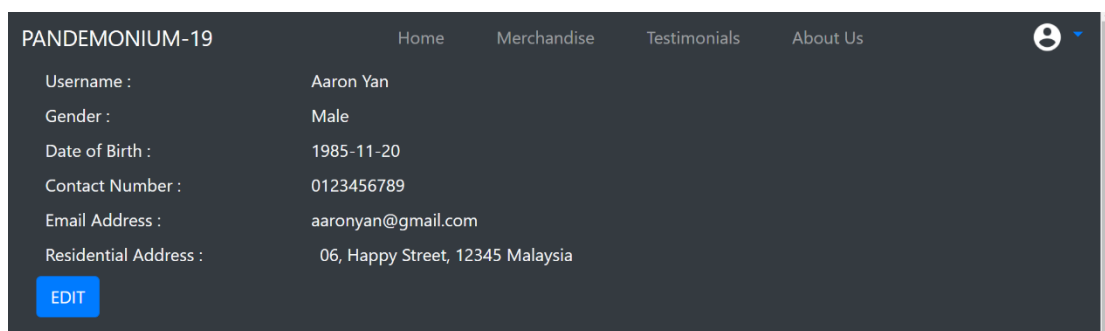 PANDEMONIUM-19 Home Merchandise Testimonials About Us
Username : Aaron Yan
Gender : Male
Date of Birth : 1985-11-20
Contact Number : 0123456789
Email Address : aaronyan@gmail.com
Residential Address : 06, Happy Street, 12345 Malaysia
EDIT